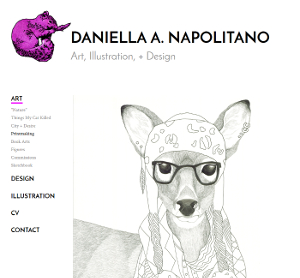 DANIELLA A. NAPOLITANO
Art, Illustration, + Design
ART
"Nature"
Things My Cat Killed
City + Desire
Printmaking
Book Arts
Figures
Commissions
Sketchbook
DESIGN
ILLUSTRATION
CV
CONTACT